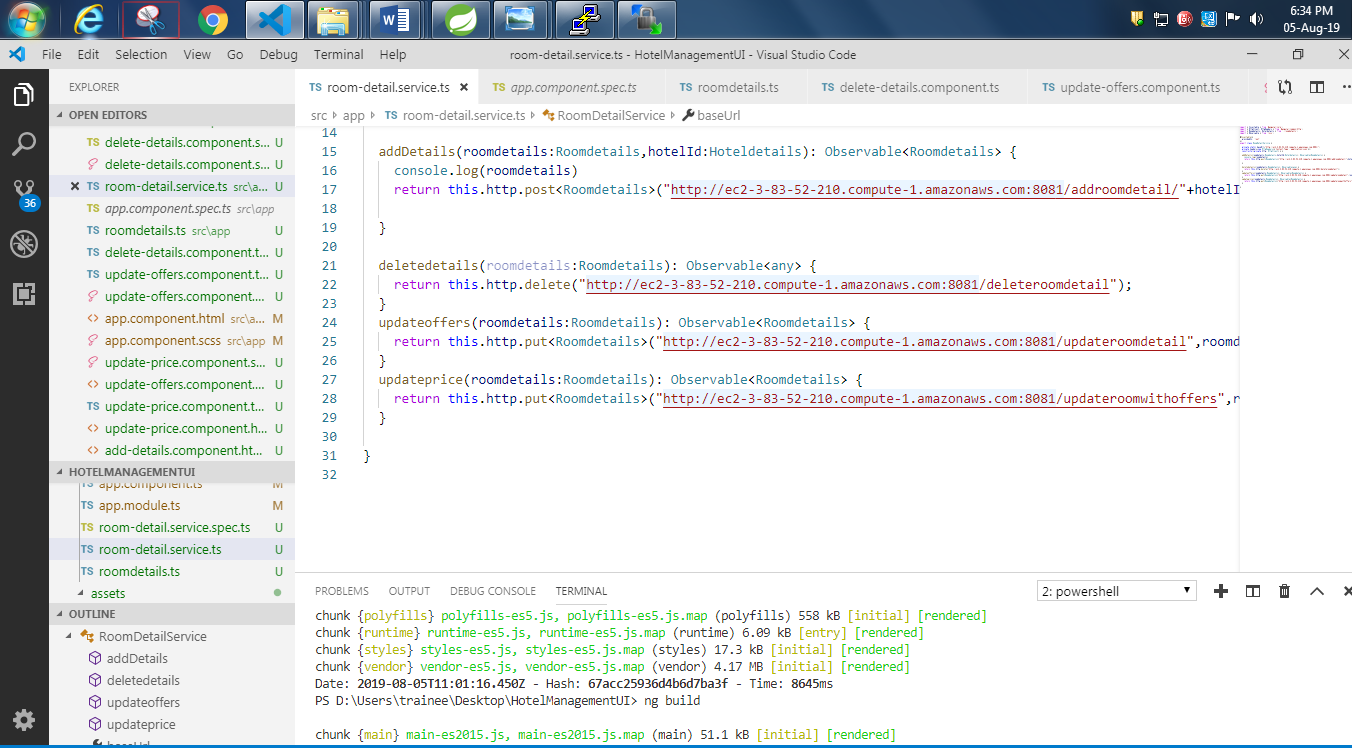 6:34 PM
05-Aug-19
File Edit Selection View Go Debug Terminal Help
room-detail.service.ts - HotelManagementUI - Visual Studio Code
EXPLORER
OPEN EDITORS
TS delete-details.component.s... U
delete-details.component.s... U
TS room-detail.service.ts src\a... U
TS app.component.spec.ts src\app
TS roomdetails.ts src\app U
TS delete-details.component.t... U
TS update-offers.component.t... U
update-offers.component.... U
<> app.component.html src\a... M
app.component.scss src\app M
update-price.component.s... U
<> update-offers.component.... U
TS update-price.component.t... U
<> update-price.component.h... U
<> add-details.component.ht... U
36
HOTELMANAGEMENTUI
TS app.component.ts M
TS app.module.ts M
TS room-detail.service.spec.ts U
TS room-detail.service.ts U
TS roomdetails.ts U
assets
OUTLINE
RoomDetailService
addDetails
deletedetails
updateoffers
updateprice
baseUrl
TS room-detail.service.ts TS app.component.spec.ts TS roomdetails.ts TS delete-details.component.ts TS update-offers.component.ts
src app TS room-detail.service.ts RoomDetailService baseUrl
14
15 addDetails(roomdetails:Roomdetails,hotelId:Hoteldetails): Observable<Roomdetails> {
16 console.log(roomdetails)
17 return this.http.post<Roomdetails>("http://ec2-3-83-52-210.compute-1.amazonaws.com:8081/addroomdetail/"+hotelI
18
19 }
20
21 deletedetails(roomdetails:Roomdetails): Observable<any> {
22 return this.http.delete("http://ec2-3-83-52-210.compute-1.amazonaws.com:8081/deleteroomdetail");
23 }
24 updateoffers(roomdetails:Roomdetails): Observable<Roomdetails> {
25 return this.http.put<Roomdetails>("http://ec2-3-83-52-210.compute-1.amazonaws.com:8081/updateroomdetail",roomd
26 }
27 updateprice(roomdetails:Roomdetails): Observable<Roomdetails> {
28 return this.http.put<Roomdetails>("http://ec2-3-83-52-210.compute-1.amazonaws.com:8081/updateroomwithoffers",r
29 }
30
31 }
32
PROBLEMS OUTPUT DEBUG CONSOLE TERMINAL 2: powershell
chunk {polyfills} polyfills-es5.js, polyfills-es5.js.map (polyfills) 558 kB [initial] [rendered]
chunk {runtime} runtime-es5.js, runtime-es5.js.map (runtime) 6.09 kB [entry] [rendered]
chunk {styles} styles-es5.js, styles-es5.js.map (styles) 17.3 kB [initial] [rendered]
chunk {vendor} vendor-es5.js, vendor-es5.js.map (vendor) 4.17 MB [initial] [rendered]
Date: 2019-08-05T11:01:16.450Z - Hash: 67acc25936d4b6d7ba3f - Time: 8645ms
PS D:\Users\trainee\Desktop\HotelManagementUI> ng build
chunk {main} main-es2015.js, main-es2015.js.map (main) 51.1 kB [initial] [rendered]